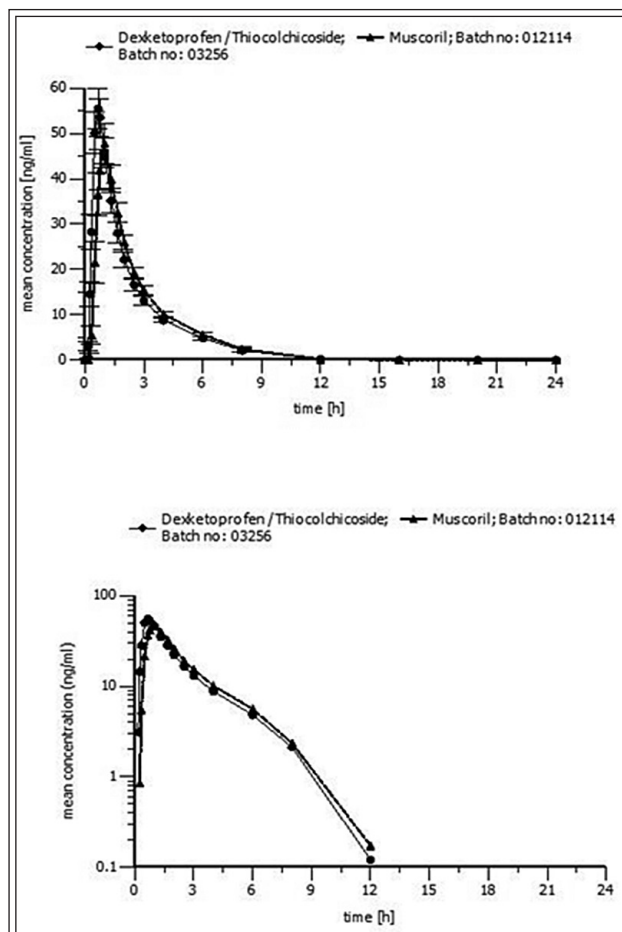 Dexketoprofen/Thiocolchicoside; Muscoril; Batch no: 012114
Batch no: 03256
60
50
40
30
20
10
0
mean concentration [ng/ml]
0 3 6 9 12 15 18 21 24
time [h]
Dexketoprofen/Thiocolchicoside; Muscoril; Batch no: 012114
Batch no: 03256
100
10
1
0.1
mean concentration (ng/ml)
0 3 6 9 12 15 18 21 24
time [h]